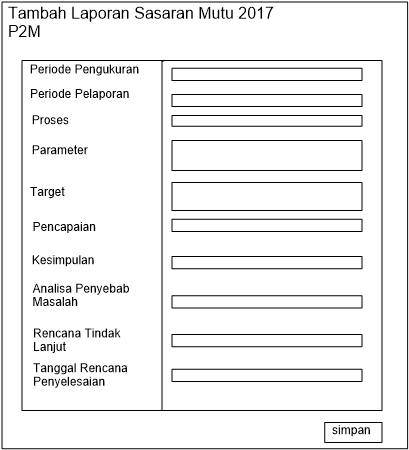 Tambah Laporan Sasaran Mutu 2017
P2M
Periode Pengukuran
Periode Pelaporan
Proses
Parameter
Target
Pencapaian
Kesimpulan
Analisa Penyebab
Masalah
Rencana Tindak
Lanjut
Tanggal Rencana
Penyelesaian
simpan